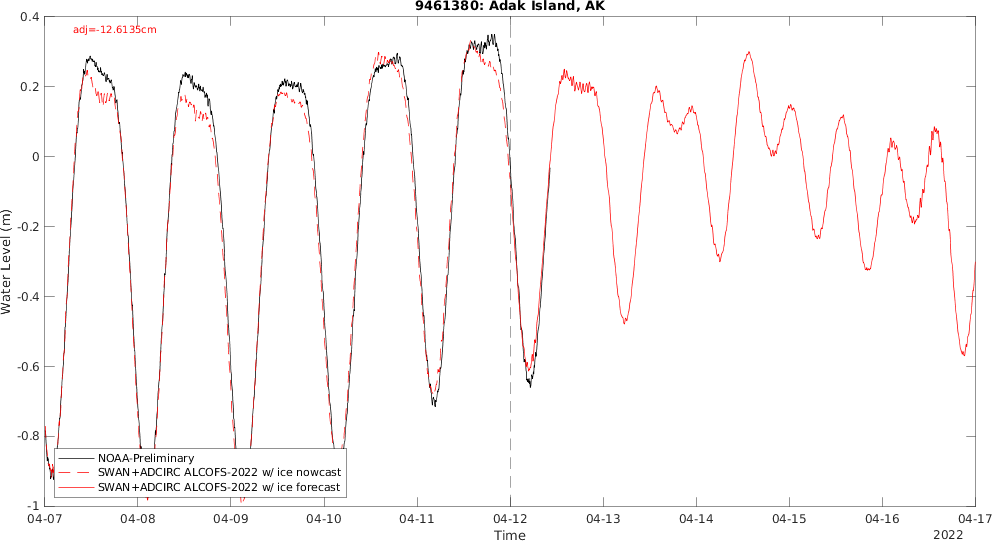 9461380: Adak Island, AK
adj=-12.6135cm
0.4
0.2
0
-0.2
-0.4
-0.6
-0.8
-1
Water Level (m)
NOAA-Preliminary
SWAN+ADCIRC ALCOFS-2022 w/ ice nowcast
SWAN+ADCIRC ALCOFS-2022 w/ ice forecast
04-07 04-08 04-09 04-10 04-11 04-12 04-13 04-14 04-15 04-16 04-17
Time
2022